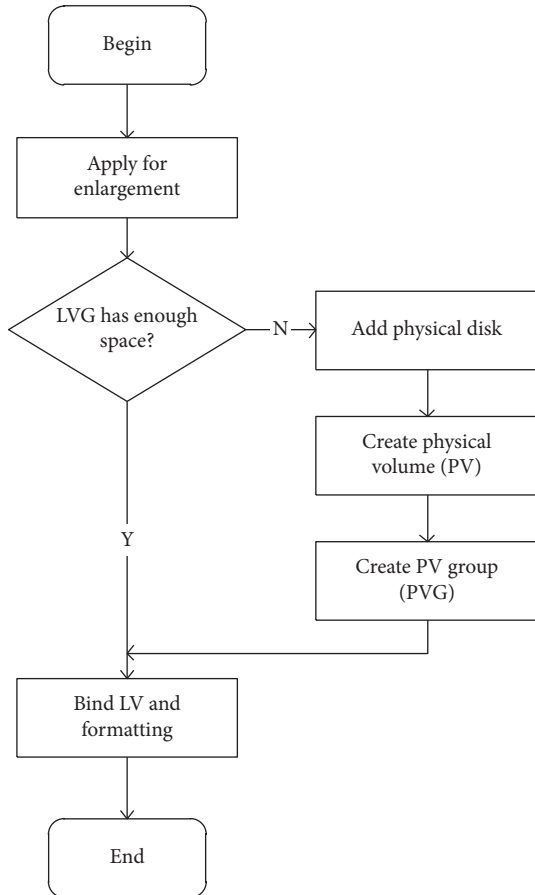 Begin
Apply for
enlargement
LVG has enough
space?
N
Add physical disk
Create physical
volume (PV)
Create PV group
(PVG)
Y
Bind LV and
formatting
End